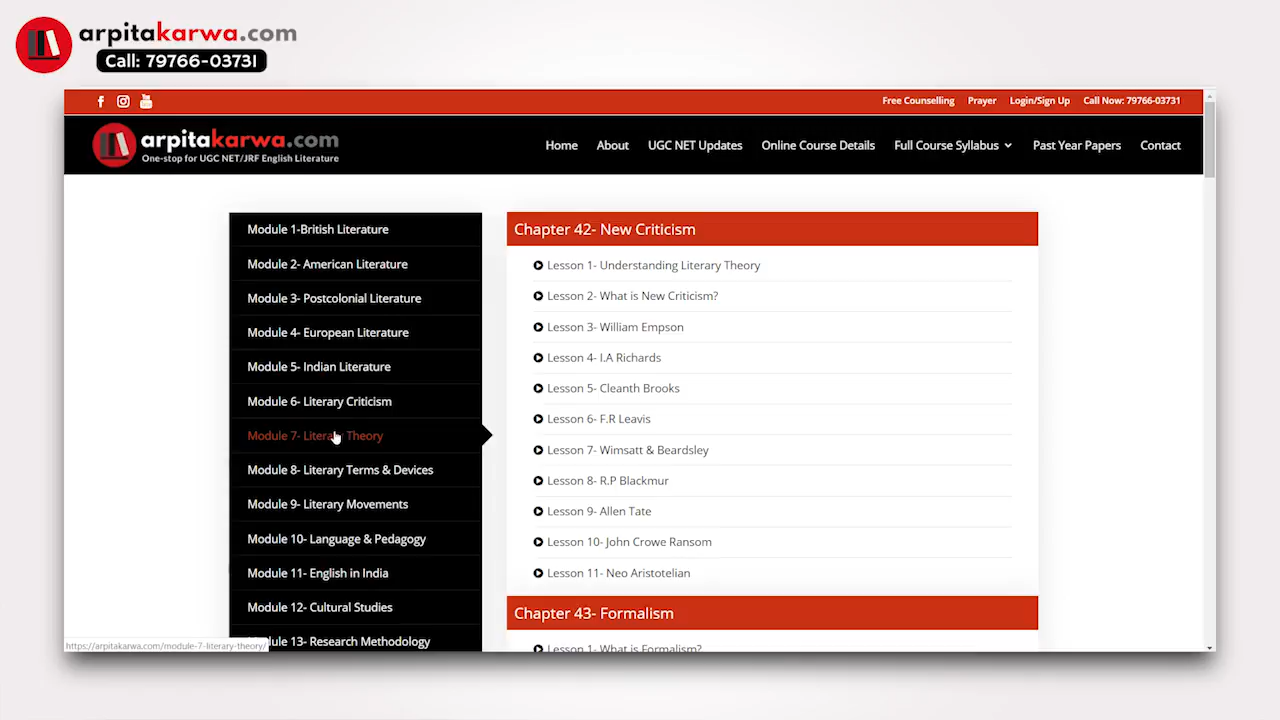 arpitakarwa.com
Call: 79766-03731
Free Counselling Prayer Login/Sign Up Call Now: 79766-03731
arpitakarwa.com
One-stop for UGC NET/JRF English Literature
Home About UGC NET Updates Online Course Details Full Course Syllabus Past Year Papers Contact
Module 1-British Literature
Module 2- American Literature
Module 3- Postcolonial Literature
Module 4- European Literature
Module 5- Indian Literature
Module 6- Literary Criticism
Module 7- Literary Theory
Module 8- Literary Terms & Devices
Module 9- Literary Movements
Module 10- Language & Pedagogy
Module 11- English in India
Module 12- Cultural Studies
dule 13- Research Methodology
Chapter 42- New Criticism
Lesson 1- Understanding Literary Theory
Lesson 2- What is New Criticism?
Lesson 3- William Empson
Lesson 4- I.A Richards
Lesson 5- Cleanth Brooks
Lesson 6- F.R Leavis
Lesson 7- Wimsatt & Beardsley
Lesson 8- R.P Blackmur
Lesson 9- Allen Tate
Lesson 10- John Crowe Ransom
Lesson 11- Neo Aristotelian
Chapter 43- Formalism
Lesson 1- What is Formalism?
https://arpitakarwa.com/module-7-literary-theory/